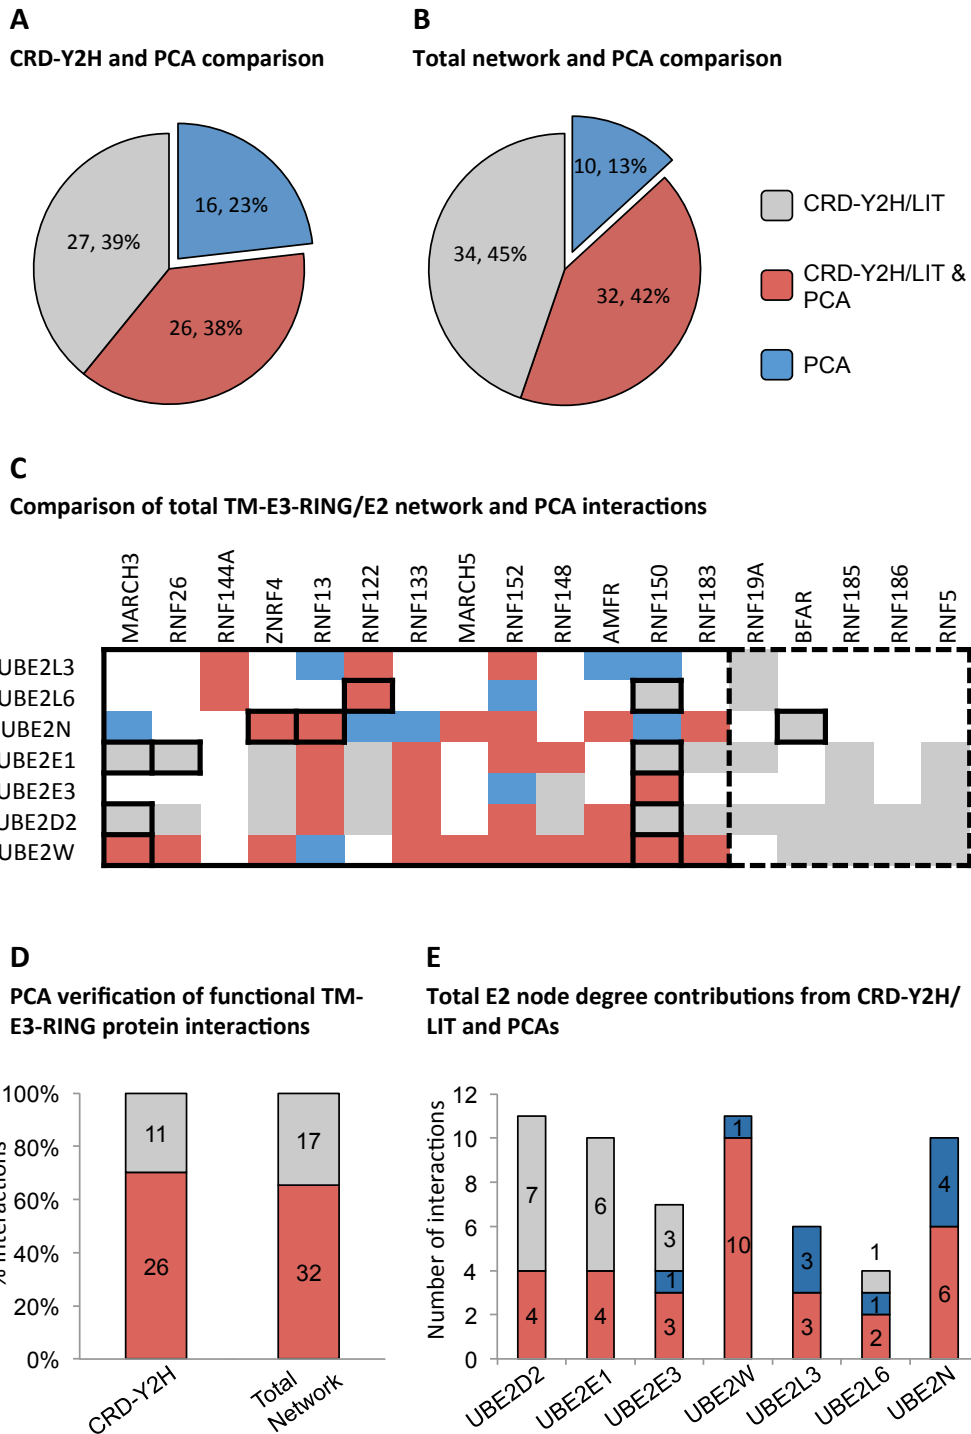 A
CRD-Y2H and PCA comparison
16, 23%
27, 39%
26, 38%
B
Total network and PCA comparison
10, 13%
34, 45%
32, 42%
CRD-Y2H/LIT
CRD-Y2H/LIT &
PCA
PCA
C
Comparison of total TM-E3-RING/E2 network and PCA interactions
MARCH3
RNF26
RNF144A
ZNRF4
RNF13
RNF122
RNF133
MARCH5
RNF152
RNF148
AMFR
RNF150
RNF183
RNF19A
BFAR
RNF185
RNF186
RNF5
UBE2L3
UBE2L6
UBE2N
UBE2E1
UBE2E3
UBE2D2
UBE2W
D
PCA verification of functional TM-
E3-RING protein interactions
% interactions
100%
80%
60%
40%
20%
0%
11
26
17
32
CRD-Y2H
Total
Network
E
Total E2 node degree contributions from CRD-Y2H/
LIT and PCAs
Number of interactions
12
10
8
6
4
2
0
7
4
6
4
3
1
3
1
10
3
3
1
1
2
4
6
UBE2D2
UBE2E1
UBE2E3
UBE2W
UBE2L3
UBE2L6
UBE2N